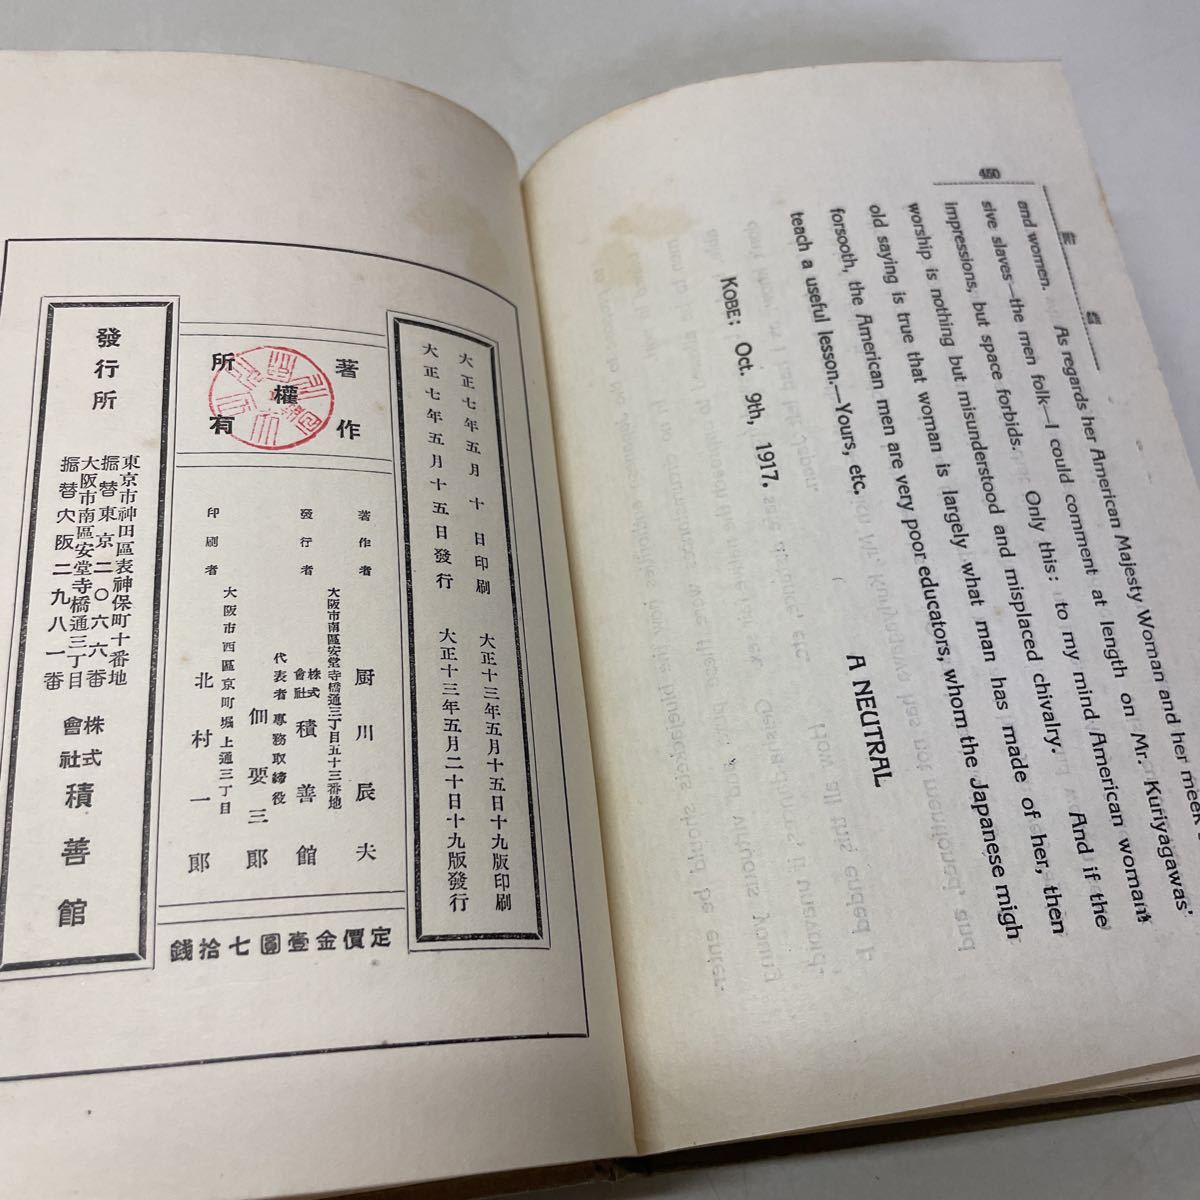 450
and women. As regards her American Majesty Woman and her meek
sive slaves—the men folk—I could comment at length on Mr. Kuriyagawas'
impressions, but space forbids. Only this: to my mind American woman
worship is nothing but misunderstood and misplaced chivalry. And if the
old saying is true that woman is largely what man has made of her, then
forsooth, the American men are very poor educators, whom the Japanese migh
teach a useful lesson.—Yours, etc.
A NEUTRAL
KOBE: Oct. 9th, 1917.
大正七年五月十日印刷
大正七年五月十五日發行
大正十三年五月十五日十九版印刷
大正十三年五月二十日十九版發行
著作權所有
著作者 厨川辰夫
大阪市南區安堂寺橋通三丁目五十三番地
發行者 株式會社 積善館
代表者 專務取締役 佃要三郎
大阪市西區京町堀上通三丁目
印刷者 北村一郎
定價金壹圓七拾錢
發行所
東京市神田區表神保町十番地
振替東京二〇六六番
大阪市南區安堂寺橋通三丁目
振替大阪二九八一番
株式會社 積善館